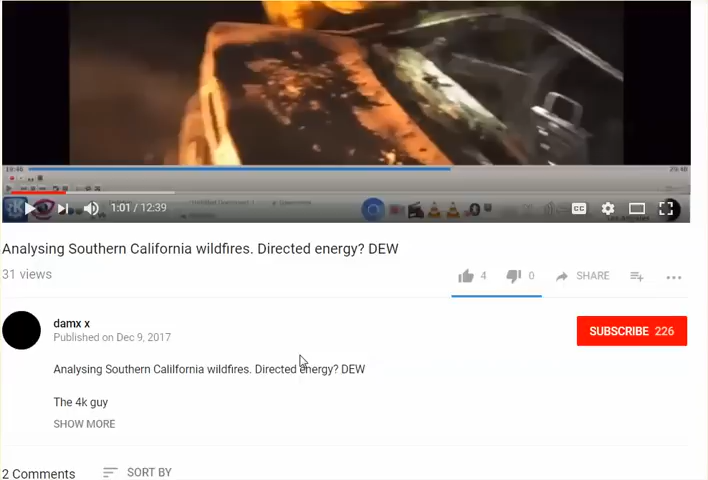 1:01 / 12:39
CC
Analysing Southern California wildfires. Directed energy? DEW
31 views
4
0
SHARE
damx x
Published on Dec 9, 2017
SUBSCRIBE 226
Analysing Southern Calilfornia wildfires. Directed energy? DEW
The 4k guy
SHOW MORE
2 Comments
SORT BY